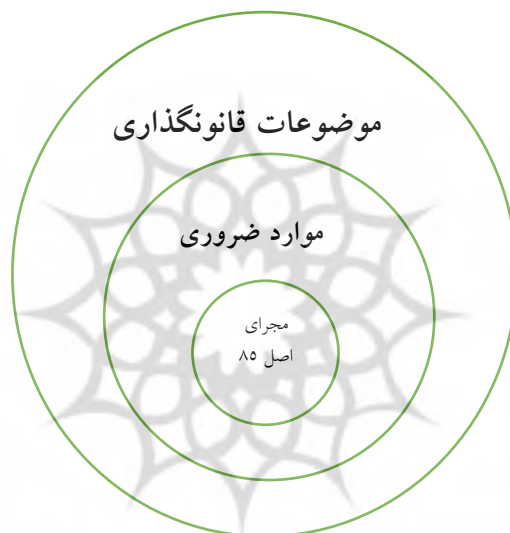 موضوعات قانونگذاری
موارد ضروری
مجرای
اصل ۸۵